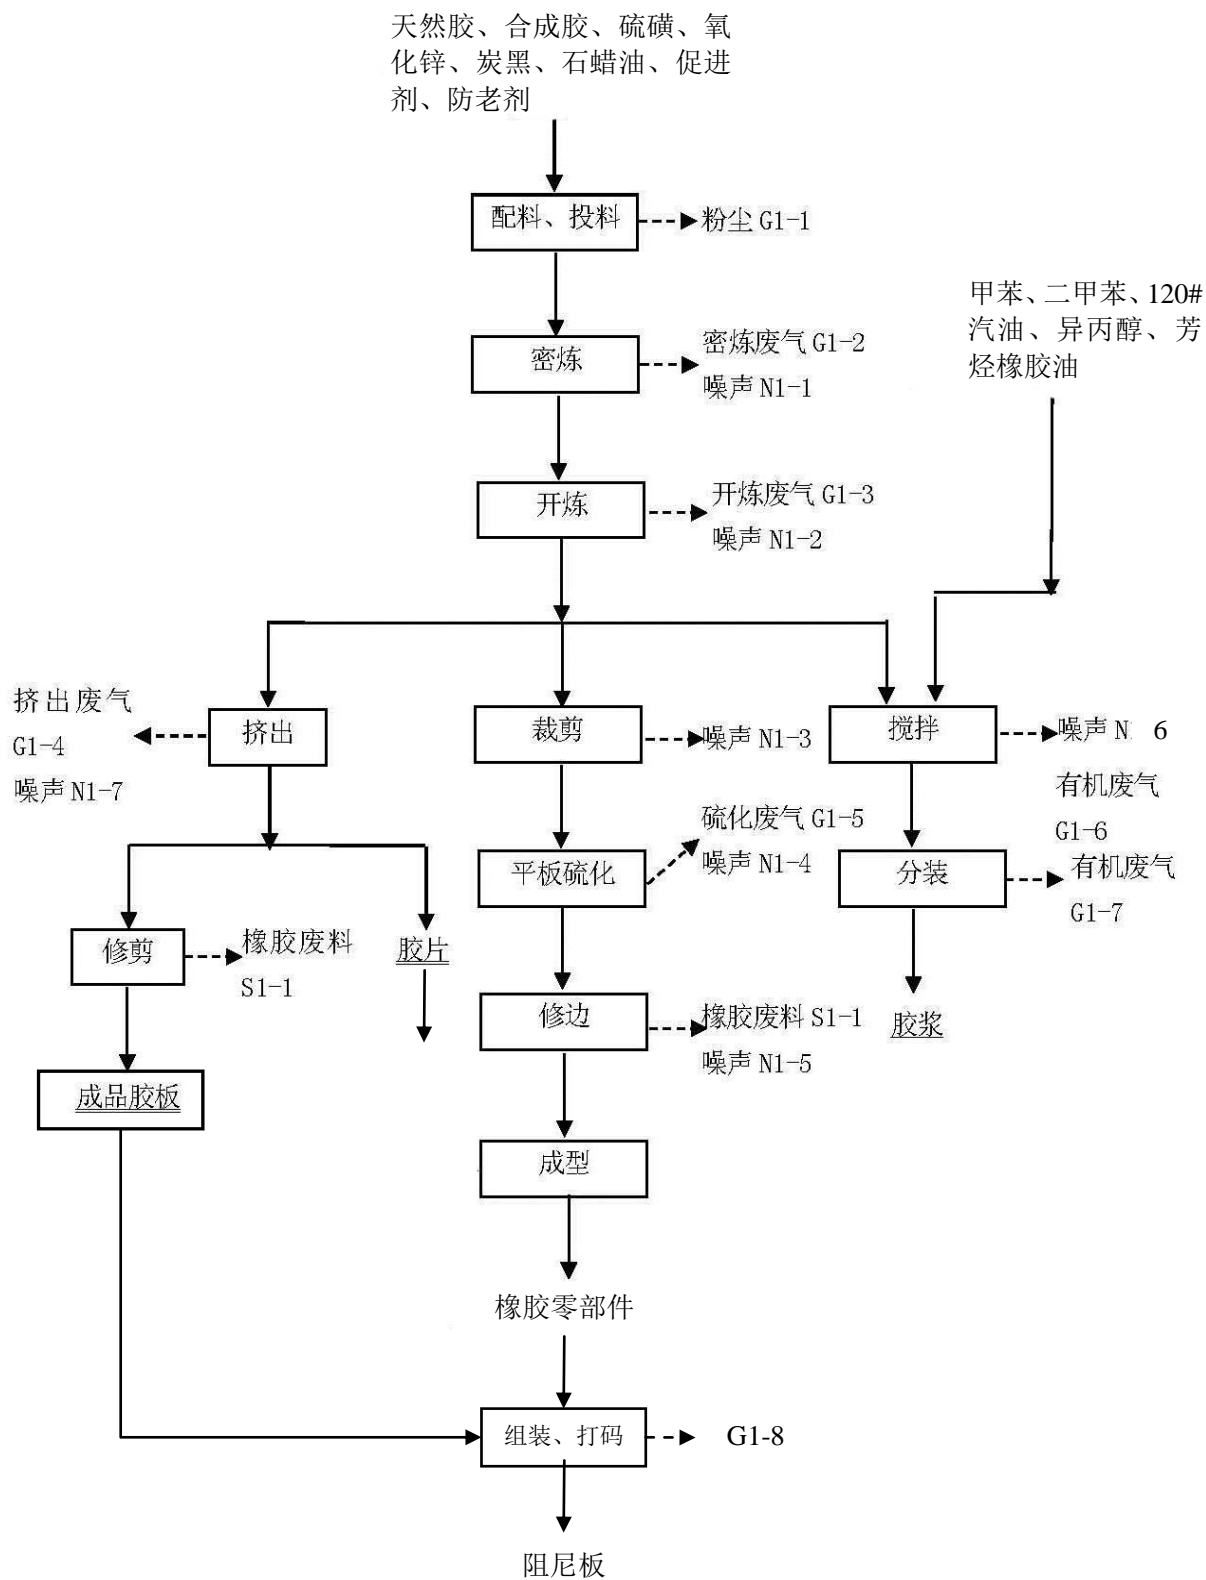 天然胶、合成胶、硫磺、氧
化锌、炭黑、石蜡油、促进
剂、防老剂
配料、投料
粉尘 G1-1
甲苯、二甲苯、120#
汽油、异丙醇、芳
烃橡胶油
密炼
密炼废气 G1-2
噪声 N1-1
开炼
开炼废气 G1-3
噪声 N1-2
挤出废气
G1-4
噪声 N1-7
挤出
裁剪
噪声 N1-3
搅拌
噪声 N 6
有机废气
G1-6
硫化废气 G1-5
噪声 N1-4
平板硫化
分装
有机废气
G1-7
修剪
橡胶废料
S1-1
胶片
修边
橡胶废料 S1-1
噪声 N1-5
胶浆
成品胶板
成型
橡胶零部件
组装、打码
G1-8
阻尼板